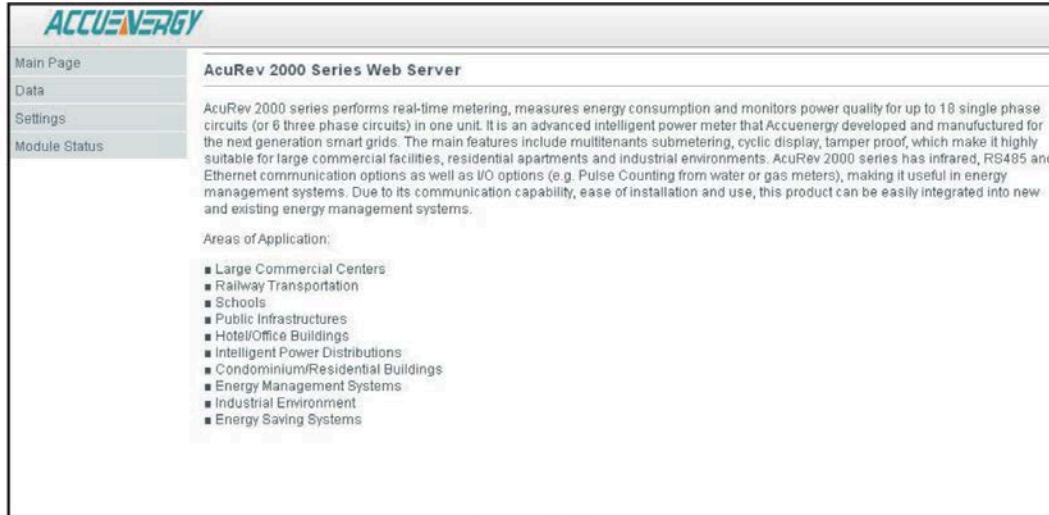 ACCUENERGY
Main Page
Data
Settings
Module Status
AcuRev 2000 Series Web Server
AcuRev 2000 series performs real-time metering, measures energy consumption and monitors power quality for up to 18 single phase
circuits (or 6 three phase circuits) in one unit. It is an advanced intelligent power meter that Accuenergy developed and manufuctured for
the next generation smart grids. The main features include multitenants submetering, cyclic display, tamper proof, which make it highly
suitable for large commercial facilities, residential apartments and industrial environments. AcuRev 2000 series has infrared, RS485 and
Ethernet communication options as well as I/O options (e.g. Pulse Counting from water or gas meters), making it useful in energy
management systems. Due to its communication capability, ease of installation and use, this product can be easily integrated into new
and existing energy management systems.
Areas of Application:
■ Large Commercial Centers
■ Railway Transportation
■ Schools
■ Public Infrastructures
■ Hotel/Office Buildings
■ Intelligent Power Distributions
■ Condominium/Residential Buildings
■ Energy Management Systems
■ Industrial Environment
■ Energy Saving Systems